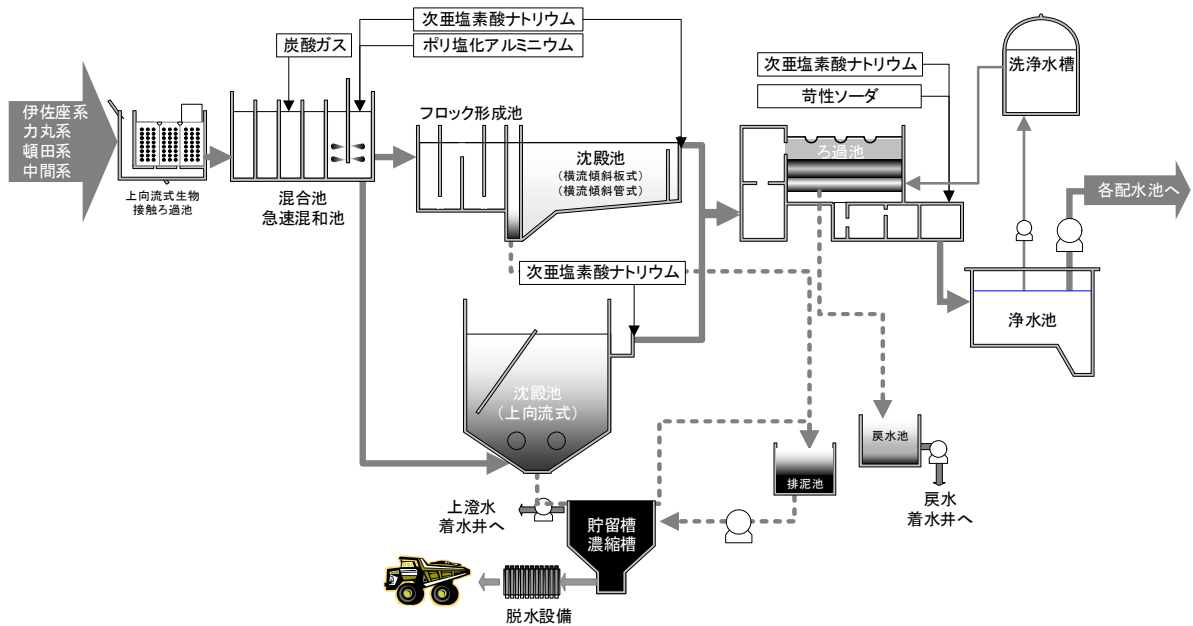 次亜塩素酸ナトリウム
炭酸ガス
ポリ塩化アルミニウム
伊佐座系
力丸系
頓田系
中間系
上向流式生物
接触ろ過池
混合池
急速混和池
フロック形成池
沈殿池
(横流傾斜板式)
(横流傾斜管式)
次亜塩素酸ナトリウム
苛性ソーダ
ろ過池
洗浄水槽
各配水池へ
浄水池
次亜塩素酸ナトリウム
沈殿池
(上向流式)
戻水池
戻水
着水井へ
排泥池
上澄水
着水井へ
貯留槽
濃縮槽
脱水設備